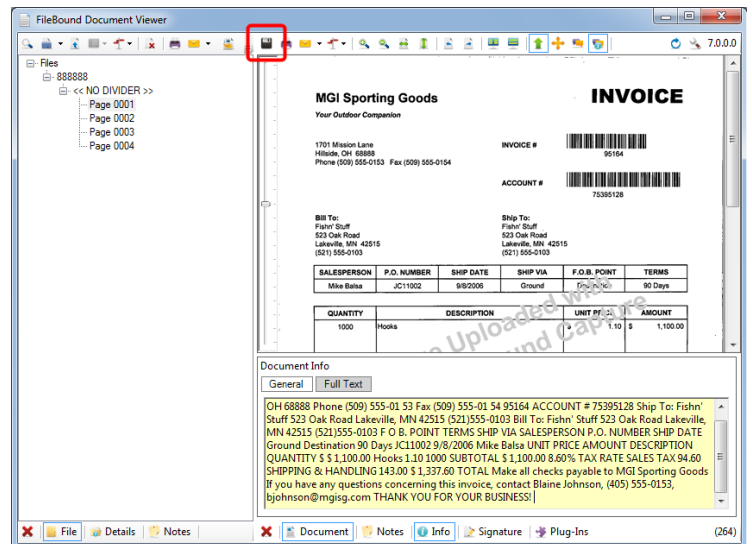 FileBound Document Viewer
7.0.0.0
Files
888888
<< NO DIVIDER >>
Page 0001
Page 0002
Page 0003
Page 0004
MGI Sporting Goods
INVOICE
Your Outdoor Companion
1701 Mission Lane
Hillside, OH 68888
Phone (509) 555-0153 Fax (509) 555-0154
INVOICE #
95164
ACCOUNT #
75395128
Bill To:
Fishn' Stuff
523 Oak Road
Lakeville, MN 42515
(521) 555-0103
Ship To:
Fishn' Stuff
523 Oak Road
Lakeville, MN 42515
(521) 555-0103
SALESPERSON P.O. NUMBER SHIP DATE SHIP VIA F.O.B. POINT TERMS
Mike Balsa JC11002 9/8/2006 Ground Destination 90 Days
QUANTITY DESCRIPTION UNIT PRICE AMOUNT
1000 Hooks $ 1.10 $ 1,100.00
Uploaded with
Capture
Document Info
General Full Text
OH 68888 Phone (509) 555-01 53 Fax (509) 555-01 54 95164 ACCOUNT # 75395128 Ship To: Fishn'
Stuff 523 Oak Road Lakeville, MN 42515 (521)555-0103 Bill To: Fishn' Stuff 523 Oak Road Lakeville,
MN 42515 (521)555-0103 F O B. POINT TERMS SHIP VIA SALESPERSON P.O. NUMBER SHIP DATE
Ground Destination 90 Days JC11002 9/8/2006 Mike Balsa UNIT PRICE AMOUNT DESCRIPTION
QUANTITY $ $ 1,100.00 Hooks 1.10 1000 SUBTOTAL $ 1,100.00 8.60% TAX RATE SALES TAX 94.60
SHIPPING & HANDLING 143.00 $ 1,337.60 TOTAL Make all checks payable to MGI Sporting Goods
If you have any questions concerning this invoice, contact Blaine Johnson, (405) 555-0153,
bjohnson@mgisg.com THANK YOU FOR YOUR BUSINESS!
File Details Notes
Document Notes Info Signature Plug-Ins (264)